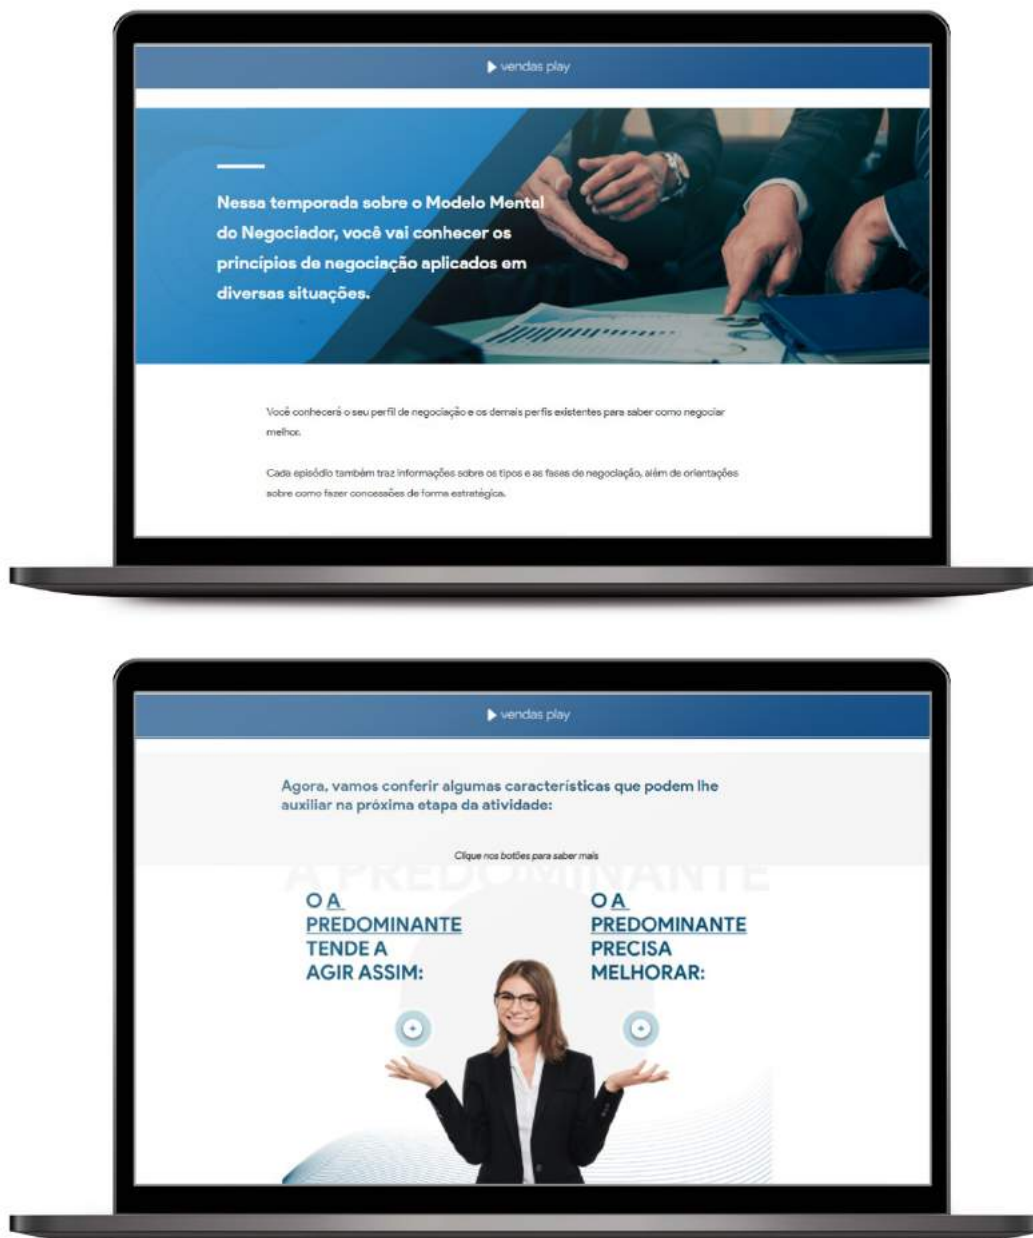 vendas play
Nessa temporada sobre o Modelo Mental
do Negociador, você vai conhecer os
princípios de negociação aplicados em
diversas situações.
Você conhecerá o seu perfil de negociação e os demais perfis existentes para saber como negociar
melhor.
Cada episódio também traz informações sobre os tipos e as fases de negociação, além de orientações
sobre como fazer concessões de forma estratégica.
vendas play
Agora, vamos conferir algumas características que podem lhe
auxiliar na próxima etapa da atividade:
Clique nos botões para saber mais
A PREDOMINANTE
O A
PREDOMINANTE
TENDE A
AGIR ASSIM:
O A
PREDOMINANTE
PRECISA
MELHORAR: